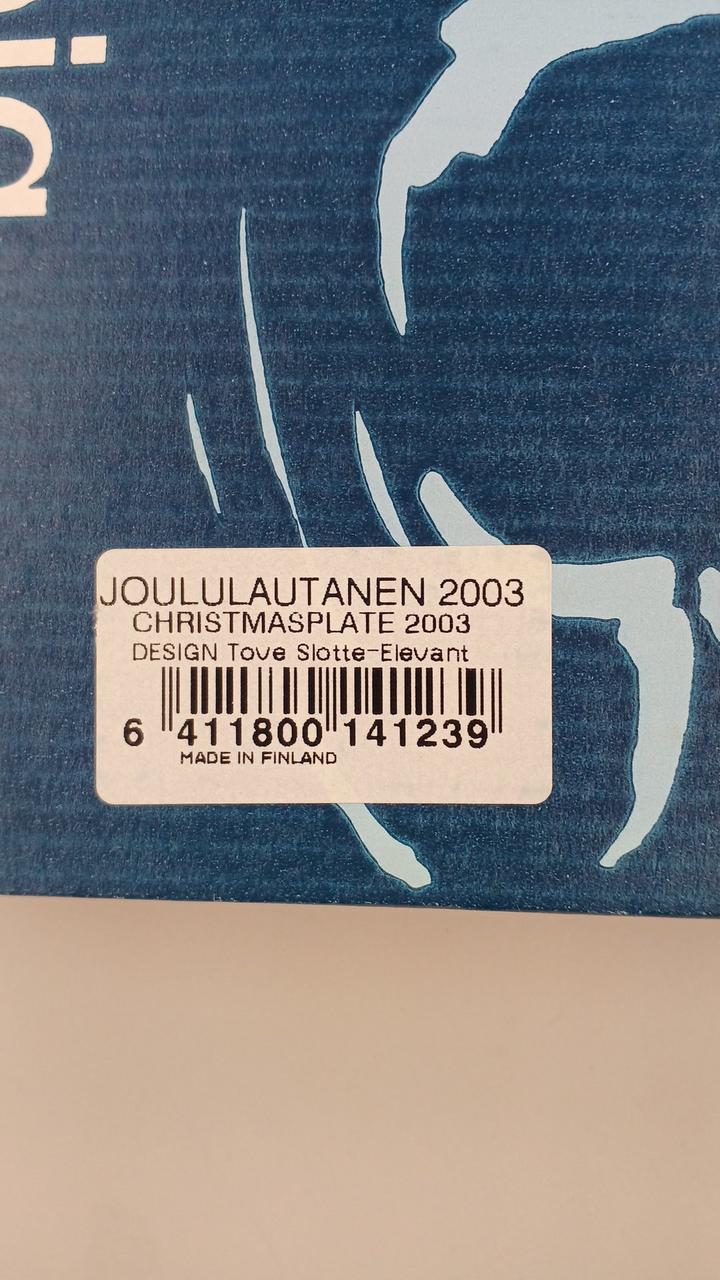 JOULULAUTANEN 2003
CHRISTMASPLATE 2003
DESIGN Tove Slotte-Elevant
6 411800 141239
MADE IN FINLAND